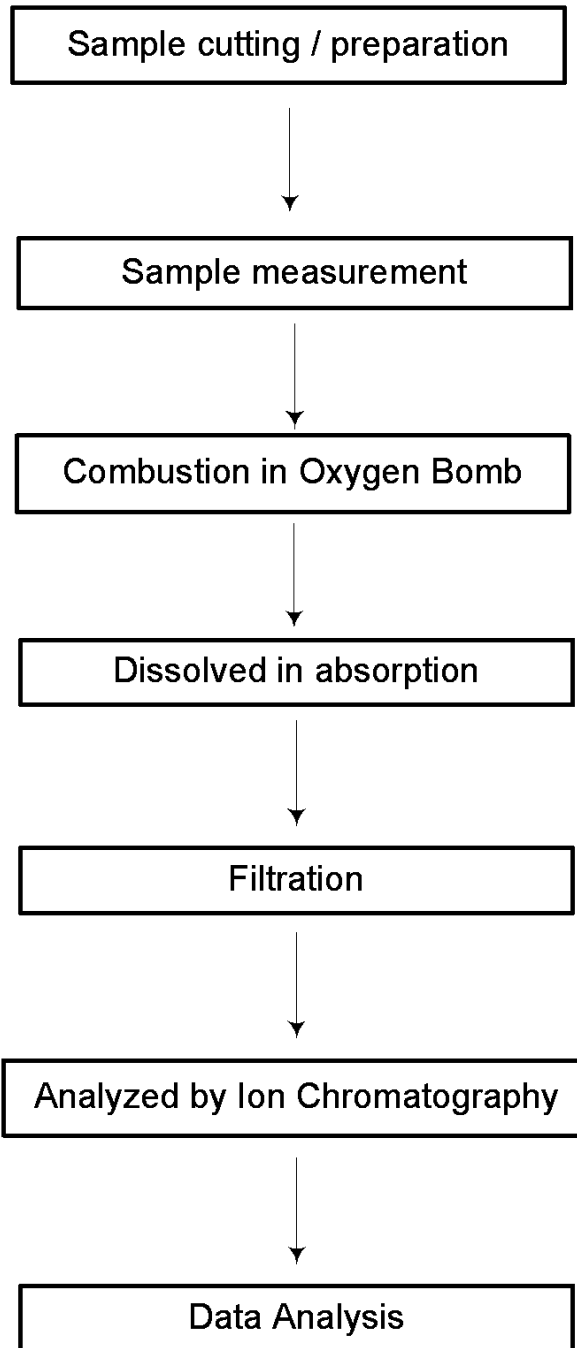 Sample cutting / preparation
Sample measurement
Combustion in Oxygen Bomb
Dissolved in absorption
Filtration
Analyzed by Ion Chromatography
Data Analysis